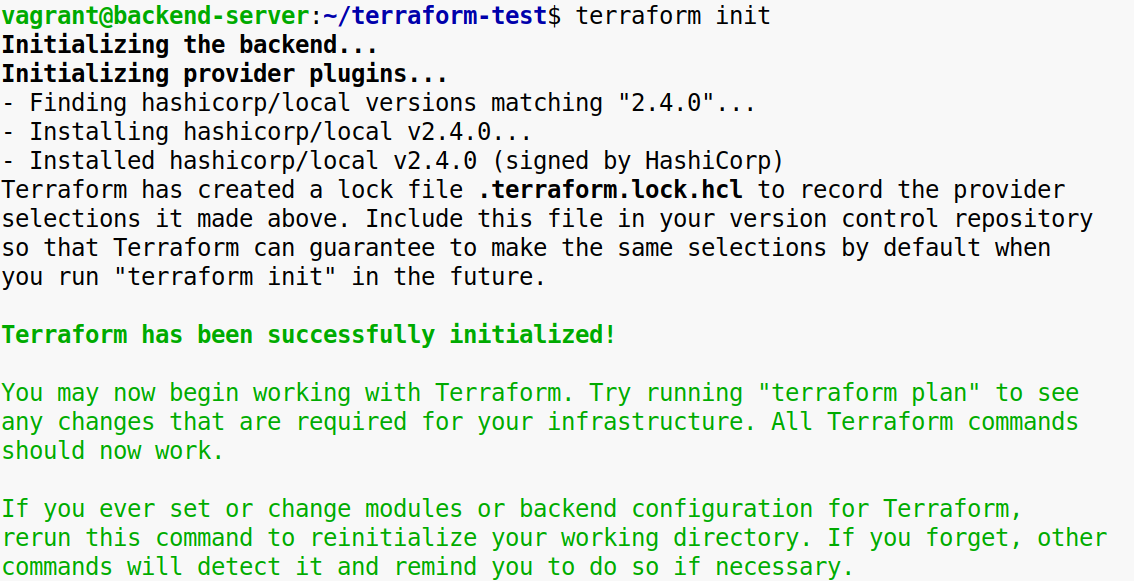 vagrant@backend-server:~/terraform-test$ terraform init
Initializing the backend...
Initializing provider plugins...
- Finding hashicorp/local versions matching "2.4.0"...
- Installing hashicorp/local v2.4.0...
- Installed hashicorp/local v2.4.0 (signed by HashiCorp)
Terraform has created a lock file .terraform.lock.hcl to record the provider
selections it made above. Include this file in your version control repository
so that Terraform can guarantee to make the same selections by default when
you run "terraform init" in the future.
Terraform has been successfully initialized!
You may now begin working with Terraform. Try running "terraform plan" to see
any changes that are required for your infrastructure. All Terraform commands
should now work.
If you ever set or change modules or backend configuration for Terraform,
rerun this command to reinitialize your working directory. If you forget, other
commands will detect it and remind you to do so if necessary.